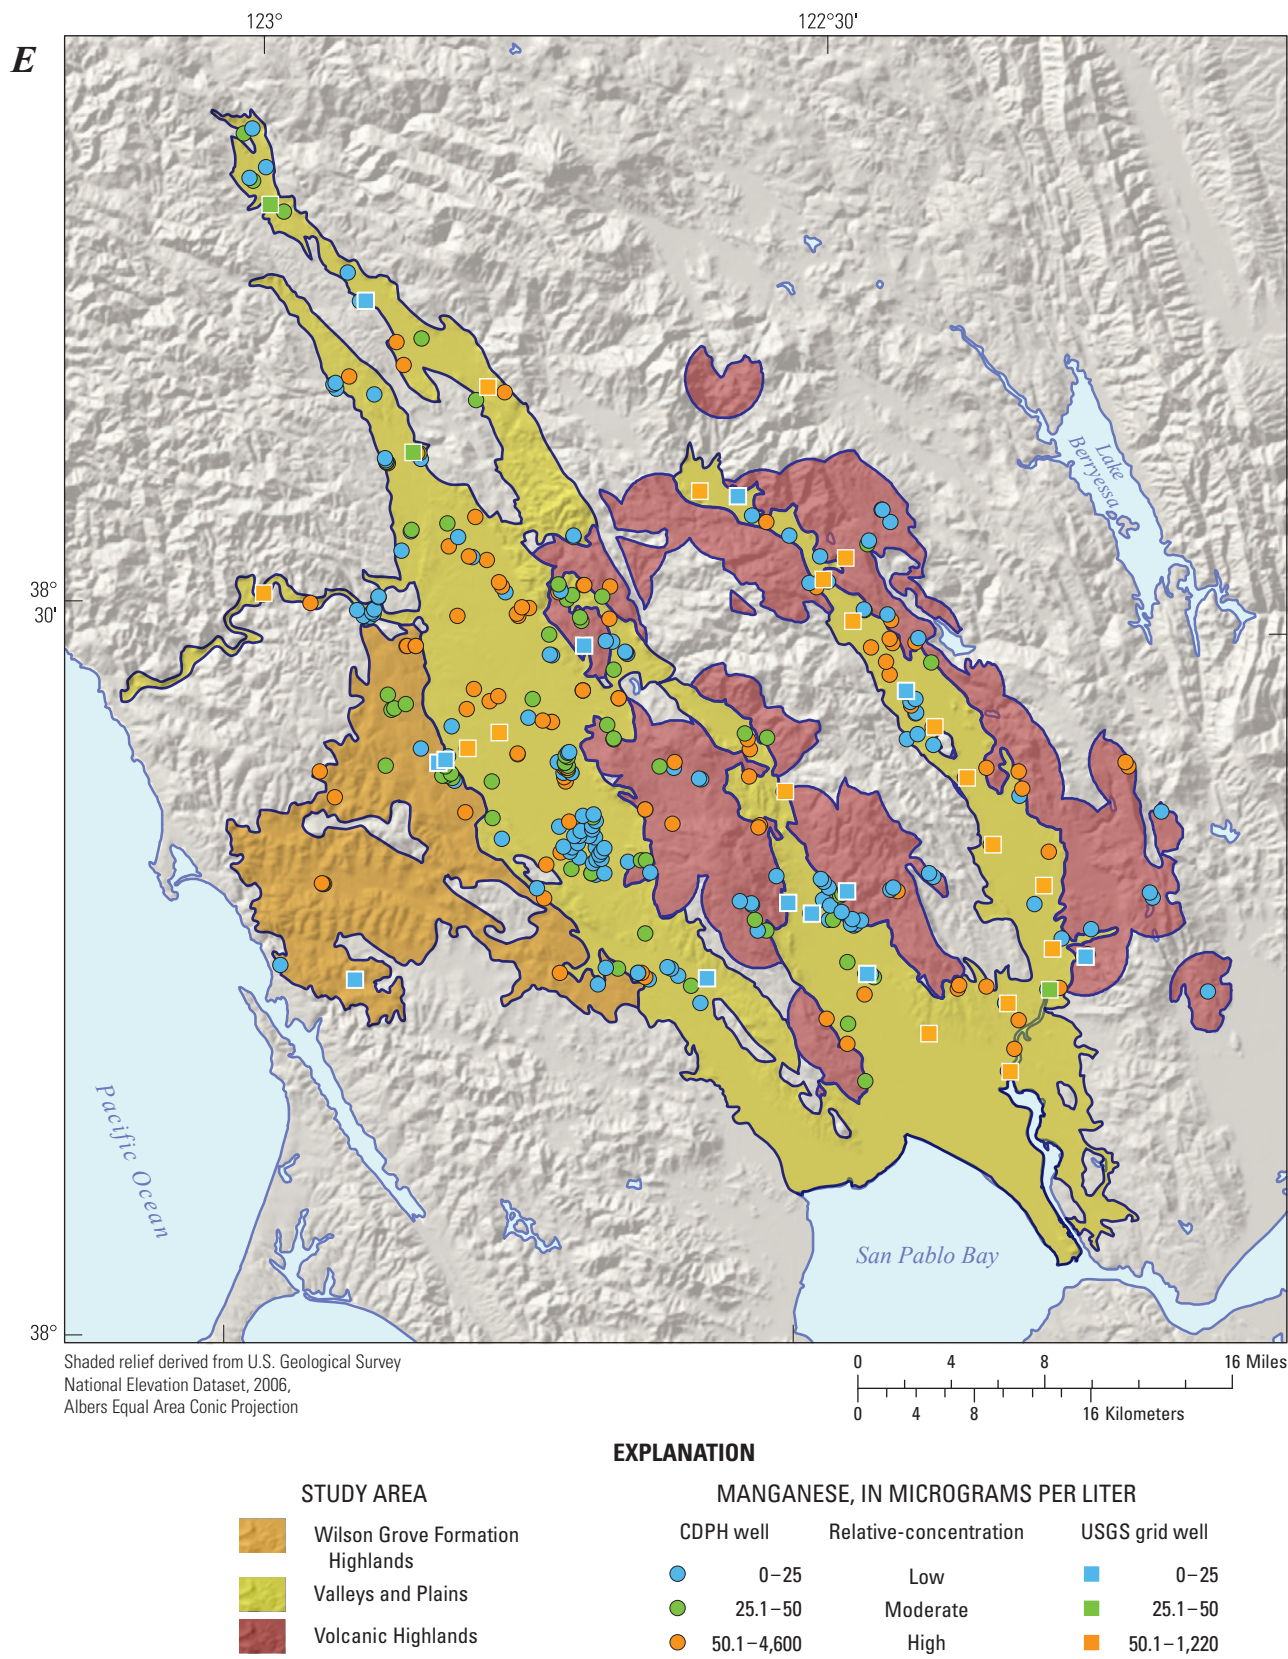 E
123°
122°30'
Lake
Berryessa
38°
30'
Pacific Ocean
San Pablo Bay
38°
Shaded relief derived from U.S. Geological Survey
National Elevation Dataset, 2006,
Albers Equal Area Conic Projection
0 4 8 16 Miles
0 4 8 16 Kilometers
EXPLANATION
STUDY AREA
Wilson Grove Formation
Highlands
Valleys and Plains
Volcanic Highlands
MANGANESE, IN MICROGRAMS PER LITER
CDPH well Relative-concentration USGS grid well
0–25 Low 0–25
25.1–50 Moderate 25.1–50
50.1–4,600 High 50.1–1,220